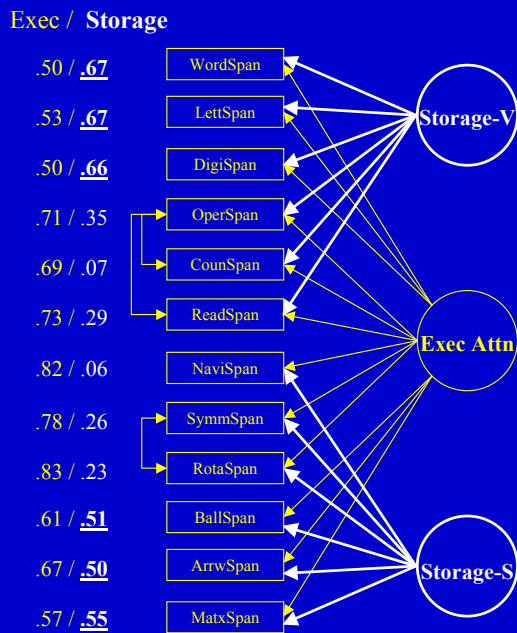 Exec / Storage
.50 / .67 WordSpan
.53 / .67 LettSpan
Storage-V
.50 / .66 DigiSpan
.71 / .35 OperSpan
.69 / .07 CounSpan
.73 / .29 ReadSpan
Exec Attn
.82 / .06 NaviSpan
.78 / .26 SymmSpan
.83 / .23 RotaSpan
.61 / .51 BallSpan
.67 / .50 ArrwSpan
Storage-S
.57 / .55 MatxSpan